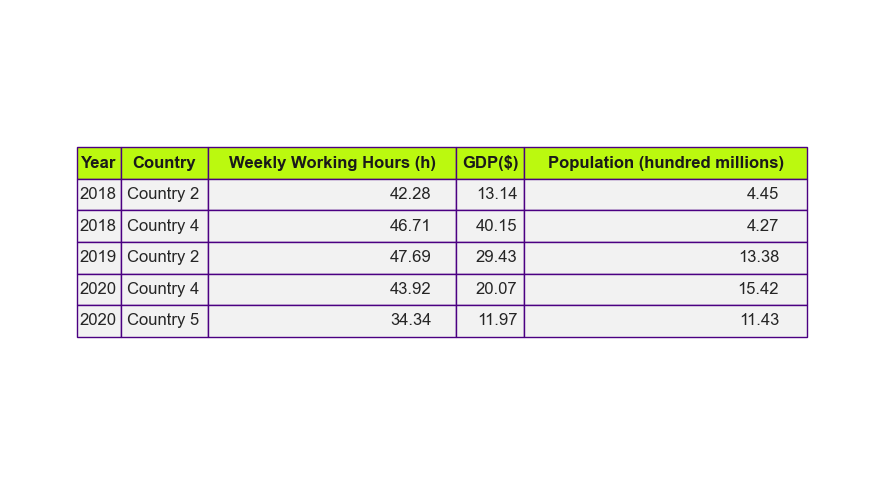 Year Country Weekly Working Hours (h) GDP($) Population (hundred millions)
2018 Country 2 42.28 13.14 4.45
2018 Country 4 46.71 40.15 4.27
2019 Country 2 47.69 29.43 13.38
2020 Country 4 43.92 20.07 15.42
2020 Country 5 34.34 11.97 11.43